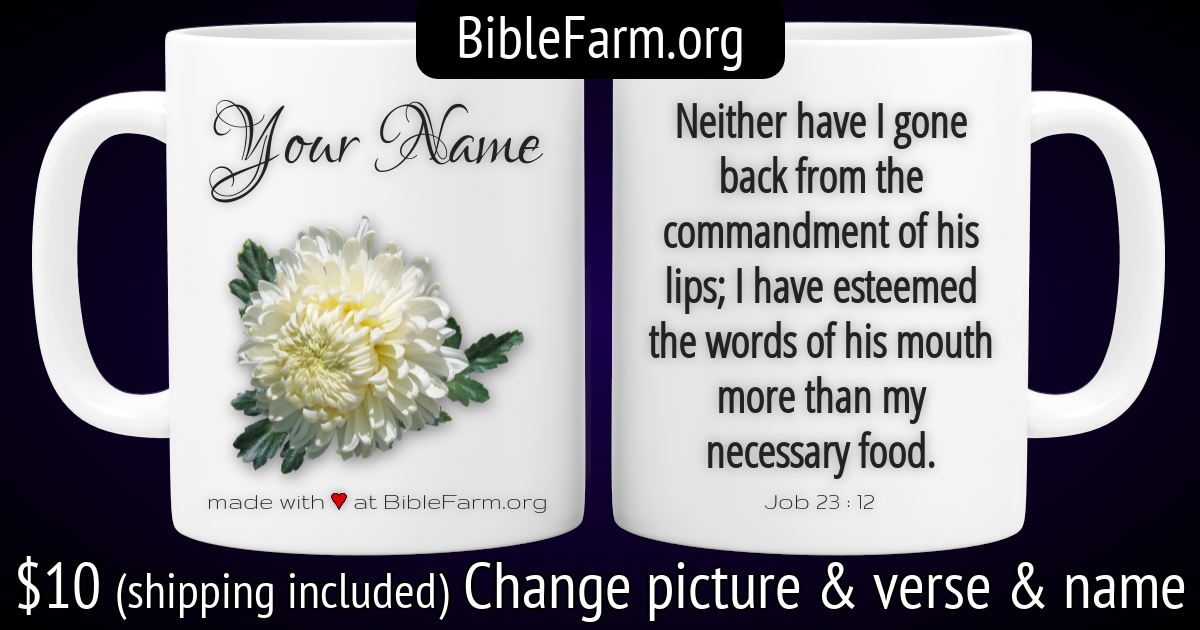 BibleFarm.org
Your Name
made with ♥ at BibleFarm.org
Neither have I gone
back from the
commandment of his
lips; I have esteemed
the words of his mouth
more than my
necessary food.
Job 23 : 12
$10 (shipping included) Change picture & verse & name